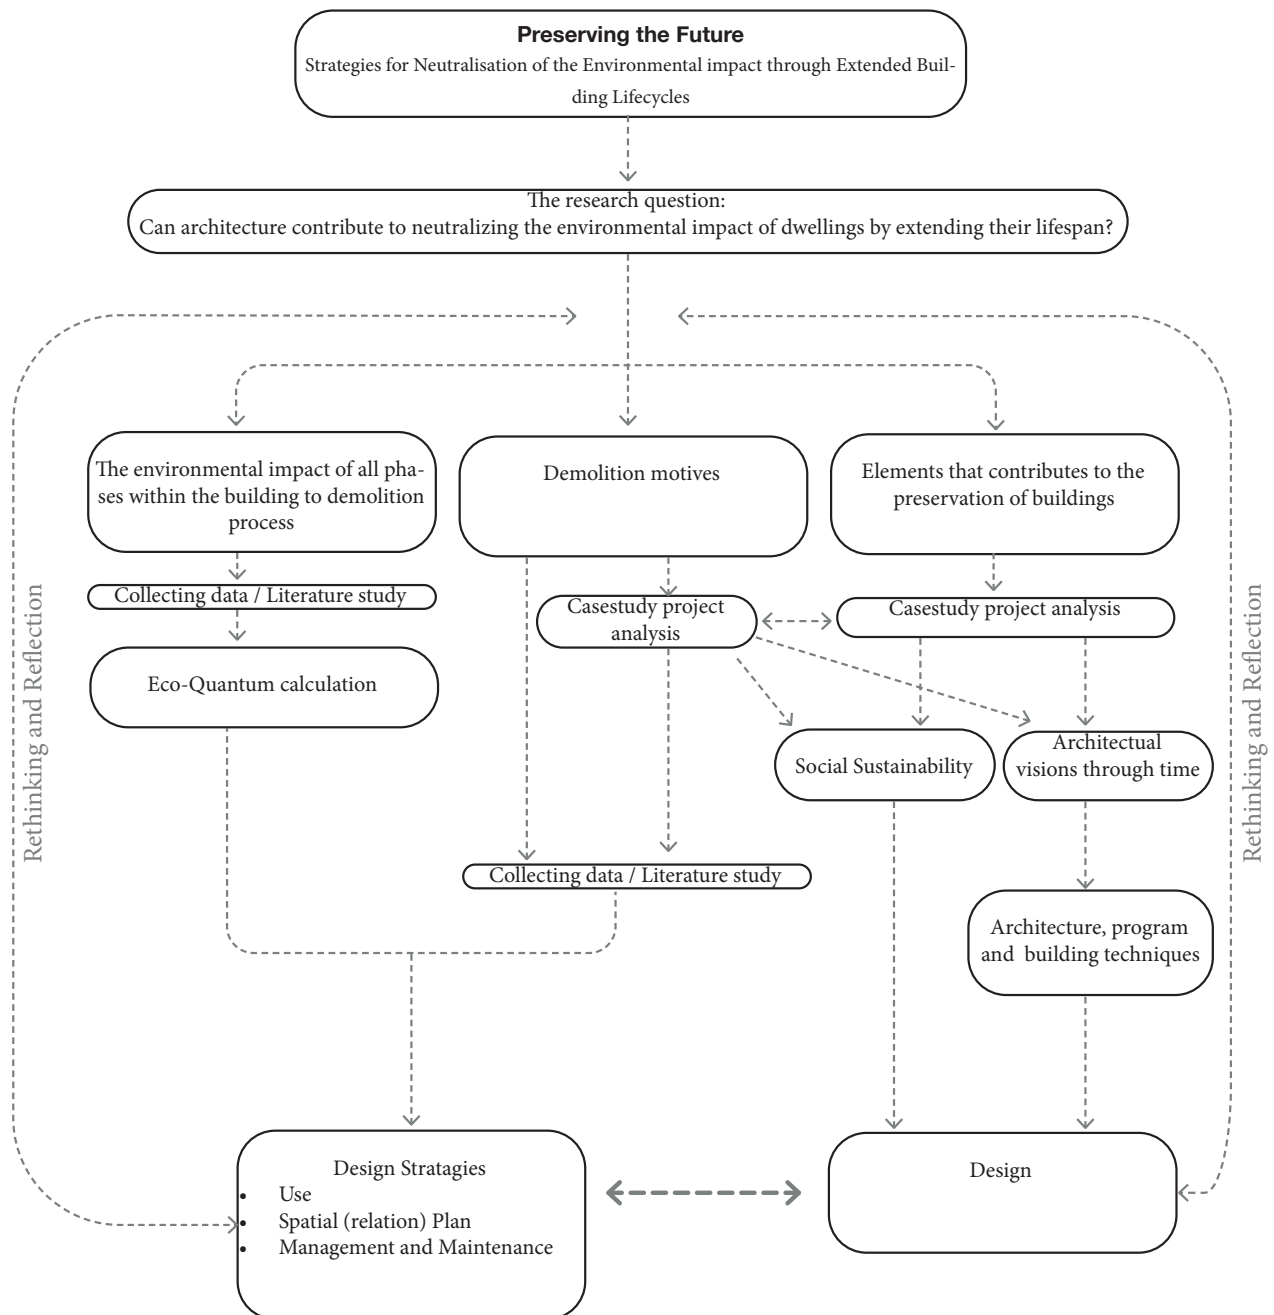 Preserving the Future
Strategies for Neutralisation of the Environmental impact through Extended Buil-
ding Lifecycles
The research question:
Can architecture contribute to neutralizing the environmental impact of dwellings by extending their lifespan?
The environmental impact of all pha-
ses within the building to demolition
process
Demolition motives
Elements that contributes to the
preservation of buildings
Collecting data / Literature study
Casestudy project
analysis
Casestudy project analysis
Eco-Quantum calculation
Social Sustainability
Architectual
visions through time
Collecting data / Literature study
Architecture, program
and  building techniques
Rethinking and Reflection
Rethinking and Reflection
Design Stratagies
• Use
• Spatial (relation) Plan
• Management and Maintenance
Design